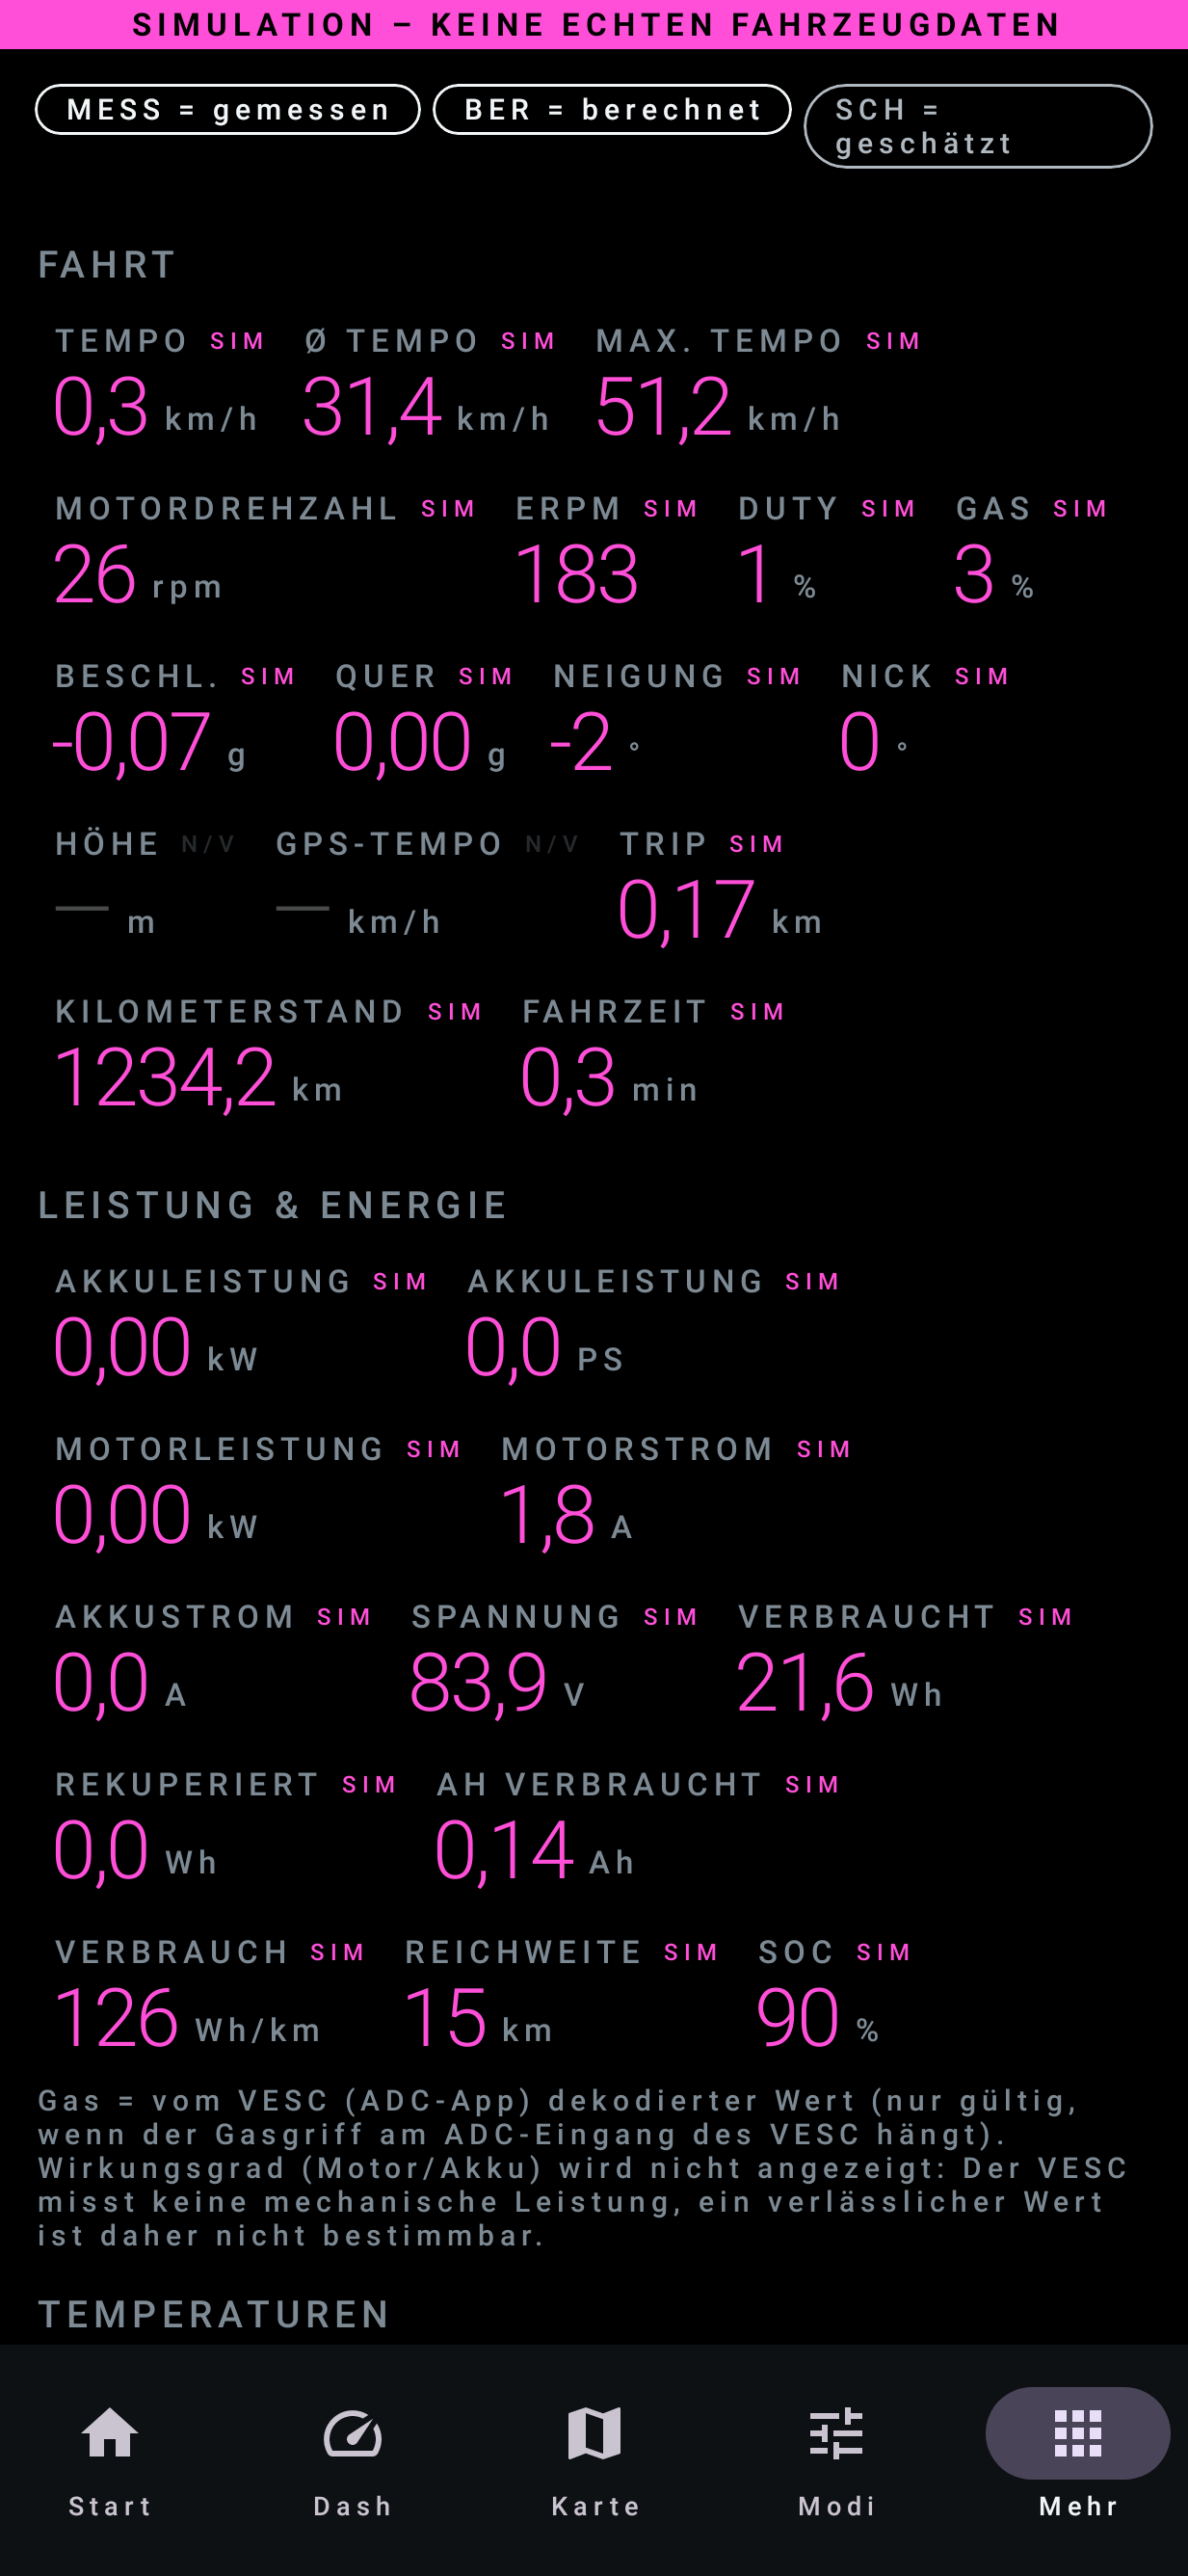 SIMULATION – KEINE ECHTEN FAHRZEUGDATEN
MESS = gemessen BER = berechnet SCH =
geschätzt
FAHRT
TEMPO SIM Ø TEMPO SIM MAX. TEMPO SIM
0,3 km/h 31,4 km/h 51,2 km/h
MOTORDREHZAHL SIM ERPM SIM DUTY SIM GAS SIM
26 rpm 183 1 % 3 %
BESCHL. SIM QUER SIM NEIGUNG SIM NICK SIM
-0,07 g 0,00 g -2 ° 0 °
HÖHE N/V GPS-TEMPO N/V TRIP SIM
— m — km/h 0,17 km
KILOMETERSTAND SIM FAHRZEIT SIM
1234,2 km 0,3 min
LEISTUNG & ENERGIE
AKKULEISTUNG SIM AKKULEISTUNG SIM
0,00 kW 0,0 PS
MOTORLEISTUNG SIM MOTORSTROM SIM
0,00 kW 1,8 A
AKKUSTROM SIM SPANNUNG SIM VERBRAUCHT SIM
0,0 A 83,9 V 21,6 Wh
REKUPERIERT SIM AH VERBRAUCHT SIM
0,0 Wh 0,14 Ah
VERBRAUCH SIM REICHWEITE SIM SOC SIM
126 Wh/km 15 km 90 %
Gas = vom VESC (ADC-App) dekodierter Wert (nur gültig,
wenn der Gasgriff am ADC-Eingang des VESC hängt).
Wirkungsgrad (Motor/Akku) wird nicht angezeigt: Der VESC
misst keine mechanische Leistung, ein verlässlicher Wert
ist daher nicht bestimmbar.
TEMPERATUREN
Start Dash Karte Modi Mehr